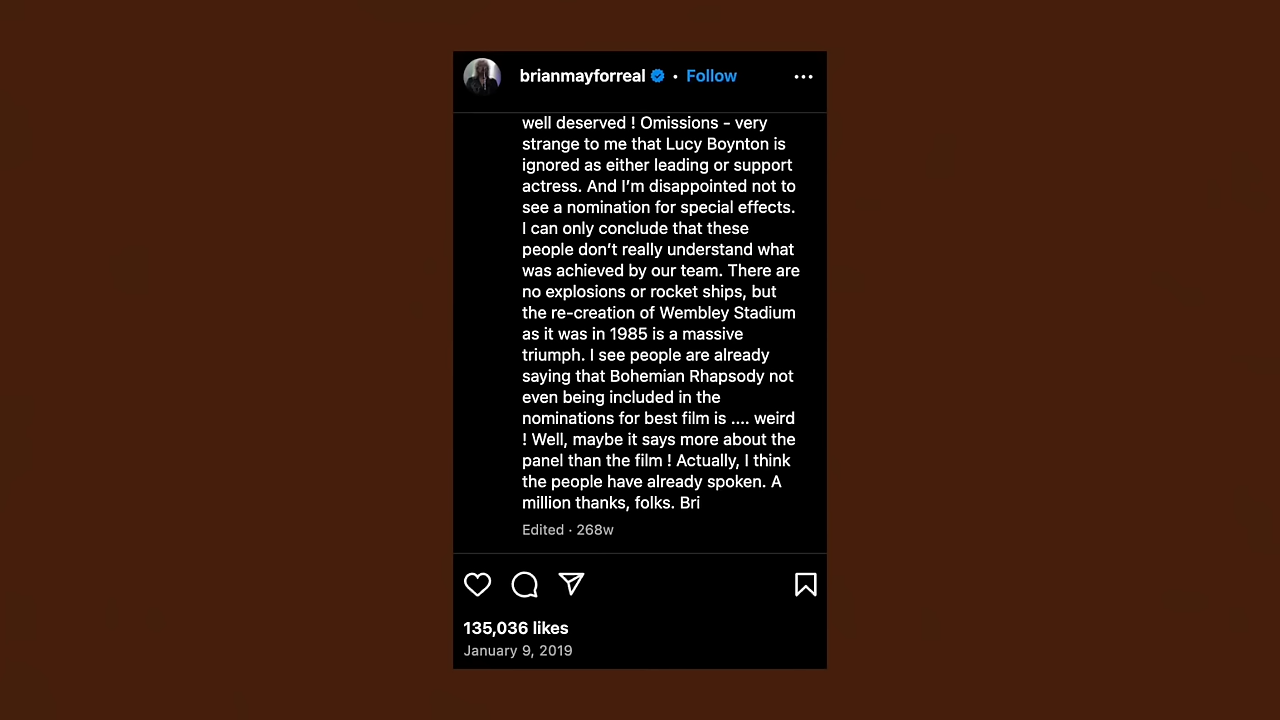 brianmayforreal • Follow
well deserved ! Omissions - very
strange to me that Lucy Boynton is
ignored as either leading or support
actress. And I’m disappointed not to
see a nomination for special effects.
I can only conclude that these
people don’t really understand what
was achieved by our team. There are
no explosions or rocket ships, but
the re-creation of Wembley Stadium
as it was in 1985 is a massive
triumph. I see people are already
saying that Bohemian Rhapsody not
even being included in the
nominations for best film is .... weird
! Well, maybe it says more about the
panel than the film ! Actually, I think
the people have already spoken. A
million thanks, folks. Bri
Edited · 268w
135,036 likes
January 9, 2019